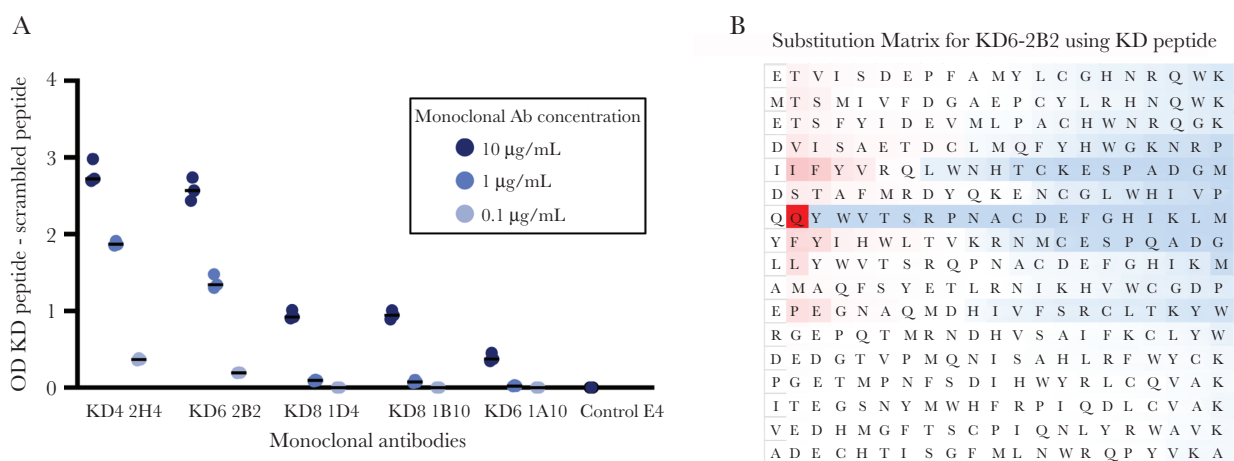 A
OD KD peptide - scrambled peptide
4
3
2
1
0
Monoclonal Ab concentration
10 µg/mL
1 µg/mL
0.1 µg/mL
KD4 2H4 KD6 2B2 KD8 1D4 KD8 1B10 KD6 1A10 Control E4
Monoclonal antibodies
B
Substitution Matrix for KD6-2B2 using KD peptide
E T V I S D E P F A M Y L C G H N R Q W K
M T S M I V F D G A E P C Y L R H N Q W K
E T S F Y I D E V M L P A C H W N R Q G K
D V I S A E T D C L M Q F Y H W G K N R P
I I F Y V R Q L W N H T C K E S P A D G M
D S T A F M R D Y Q K E N C G L W H I V P
Q Q Y W V T S R P N A C D E F G H I K L M
Y F Y I H W L T V K R N M C E S P Q A D G
L L Y W V T S R Q P N A C D E F G H I K M
A M A Q F S Y E T L R N I K H V W C G D P
E P E G N A Q M D H I V F S R C L T K Y W
R G E P Q T M R N D H V S A I F K C L Y W
D E D G T V P M Q N I S A H L R F W Y C K
P G E T M P N F S D I H W Y R L C Q V A K
I T E G S N Y M W H F R P I Q D L C V A K
V E D H M G F T S C P I Q N L Y R W A V K
A D E C H T I S G F M L N W R Q P Y V K A